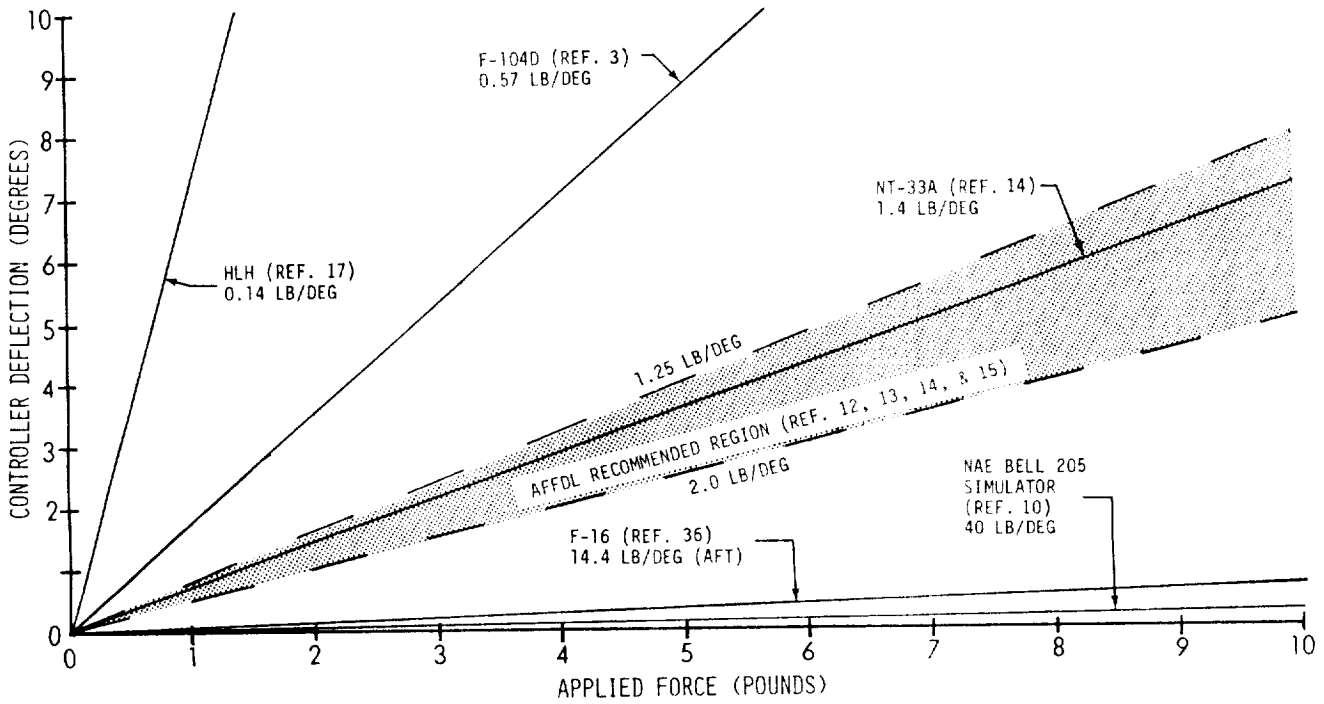 CONTROLLER DEFLECTION (DEGREES)
10
9
8
7
6
5
4
3
2
0
F-104D (REF. 3)
0.57 LB/DEG
NT-33A (REF. 14)
1.4 LB/DEG
HLH (REF. 17)
0.14 LB/DEG
1.25 LB/DEG
AFFDL RECOMMENDED REGION (REF. 12, 13, 14, & 15)
2.0 LB/DEG
NAE BELL 205
SIMULATOR
(REF. 10)
40 LB/DEG
F-16 (REF. 36)
14.4 LB/DEG (AFT)
0 1 2 3 4 5 6 7 8 9 10
APPLIED FORCE (POUNDS)